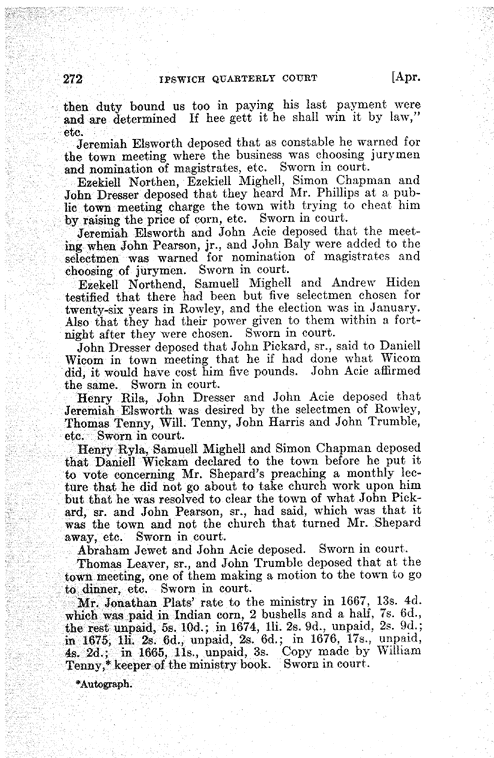 272 IPSWICH QUARTERLY COURT [Apr.
then duty bound us too in paying his last payment were
and are determined If hee gett it he shall win it by law,"
etc.
Jeremiah Elsworth deposed that as constable he warned for
the town meeting where the business was choosing jurymen
and nomination of magistrates, etc. Sworn in court.
Ezekiell Northen, Ezekiell Mighell, Simon Chapman and
John Dresser deposed that they heard Mr. Phillips at a pub-
lic town meeting charge the town with trying to cheat him
by raising the price of corn, etc. Sworn in court.
Jeremiah Elsworth and John Acie deposed that the meet-
ing when John Pearson, jr., and John Baly were added to the
selectmen was warned for nomination of magistrates and
choosing of jurymen. Sworn in court.
Ezekell Northend, Samuell Mighell and Andrew Hiden
testified that there had been but five selectmen chosen for
twenty-six years in Rowley, and the election was in January.
Also that they had their power given to them within a fort-
night after they were chosen. Sworn in court.
John Dresser deposed that John Pickard, sr., said to Daniell
Wicom in town meeting that he if had done what Wicom
did, it would have cost him five pounds. John Acie affirmed
the same. Sworn in court.
Henry Rila, John Dresser and John Acie deposed that
Jeremiah Elsworth was desired by the selectmen of Rowley,
Thomas Tenny, Will. Tenny, John Harris and John Trumble,
etc. Sworn in court.
Henry Ryla, Samuell Mighell and Simon Chapman deposed
that Daniell Wickam declared to the town before he put it
to vote concerning Mr. Shepard's preaching a monthly lec-
ture that he did not go about to take church work upon him
but that he was resolved to clear the town of what John Pick-
ard, sr. and John Pearson, sr., had said, which was that it
was the town and not the church that turned Mr. Shepard
away, etc. Sworn in court.
Abraham Jewet and John Acie deposed. Sworn in court.
Thomas Leaver, sr., and John Trumble deposed that at the
town meeting, one of them making a motion to the town to go
to dinner, etc. Sworn in court.
Mr. Jonathan Plats' rate to the ministry in 1667, 13s. 4d.
which was paid in Indian corn, 2 bushells and a half, 7s. 6d.,
the rest unpaid, 5s. 10d.; in 1674, 1li. 2s. 9d., unpaid, 2s. 9d.;
in 1675, 1li. 2s. 6d., unpaid, 2s. 6d.; in 1676, 17s., unpaid,
4s. 2d.; in 1665, 11s., unpaid, 3s. Copy made by William
Tenny,* keeper of the ministry book. Sworn in court.
*Autograph.